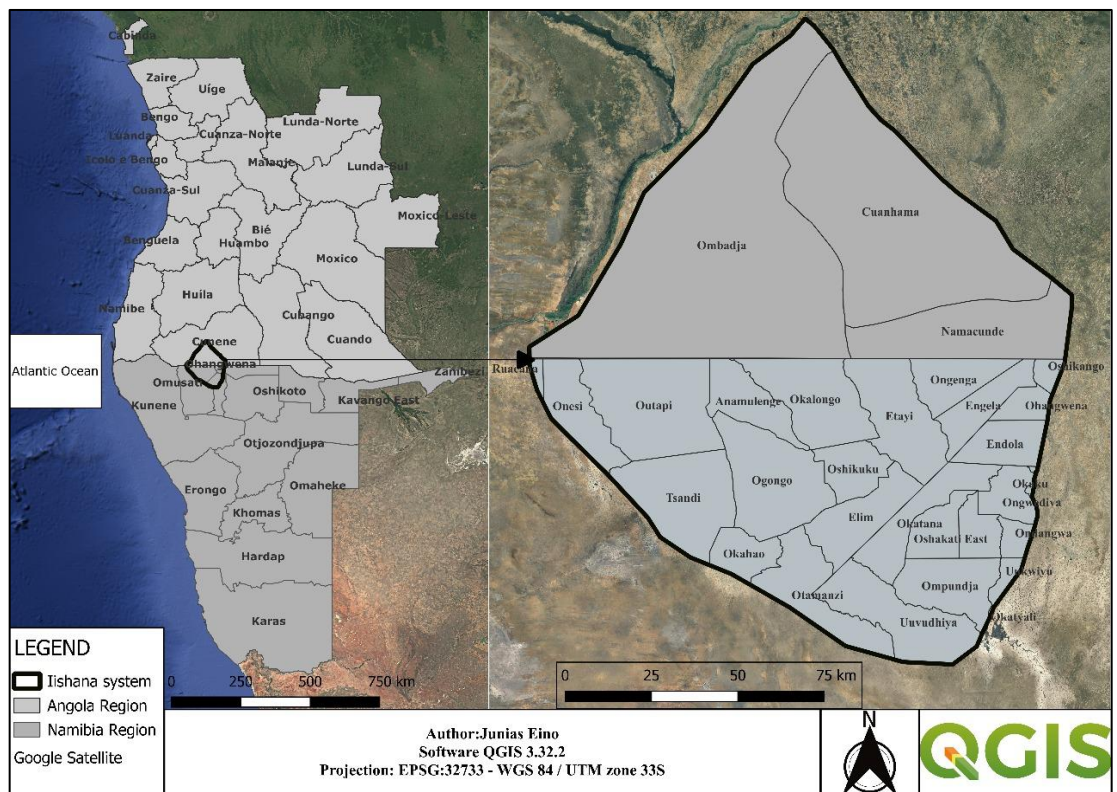 Cabinda
Zaire
Uíge
Bengo
Luanda
Cuanza-Norte
Lunda-Norte
Icolo e Bengo
Malanje
Lunda-Sul
Cuanza-Sul
Moxico-Leste
Benguela
Huambo
Bié
Moxico
Huíla
Namibe
Cubango
Cunene
Cuando
Ohangwena
Omusati
Oshikoto
Zambezi
Kunene
Kavango East
Otjozondjupa
Erongo
Omaheke
Khomas
Hardap
Karas
Atlantic Ocean
LEGEND
Iishana system
Angola Region
Namibia Region
Google Satellite
0 250 500 750 km
Cuanhama
Ombadja
Namacunde
Ruacana
Oshikango
Onesi
Outapi
Anamulenge
Okalongo
Etayi
Ongenga
Engela
Ohangwena
Endola
Tsandi
Ogongo
Oshikuku
Elim
Okatana
Oshakati East
Okuku
Ongwediva
Ondangwa
Okahao
Otamanzi
Ompundja
Uukwiyu
Uuvudhiya
Okatyali
0 25 50 75 km
Author:Junias Eino
Software QGIS 3.32.2
Projection: EPSG:32733 - WGS 84 / UTM zone 33S
N
QGIS